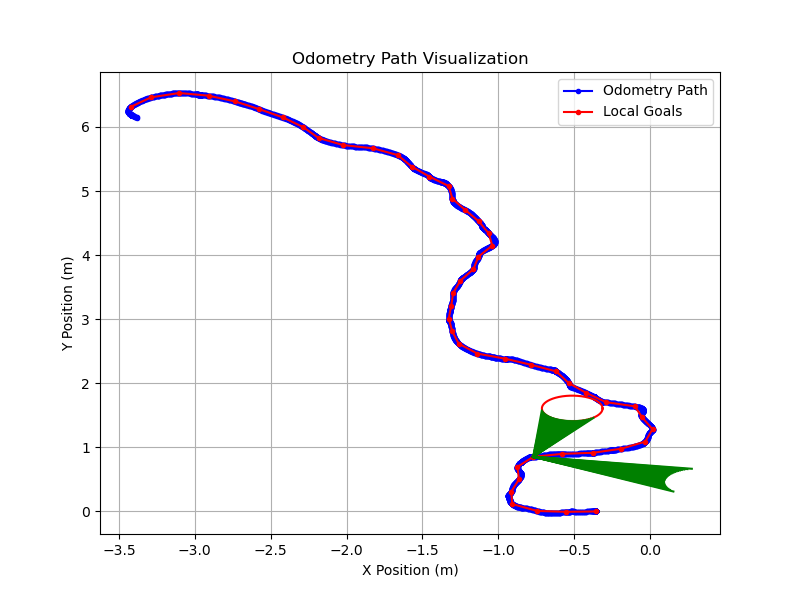 Odometry Path Visualization
Odometry Path
Local Goals
Y Position (m)
6
5
4
3
2
1
0
−3.5 −3.0 −2.5 −2.0 −1.5 −1.0 −0.5 0.0
X Position (m)